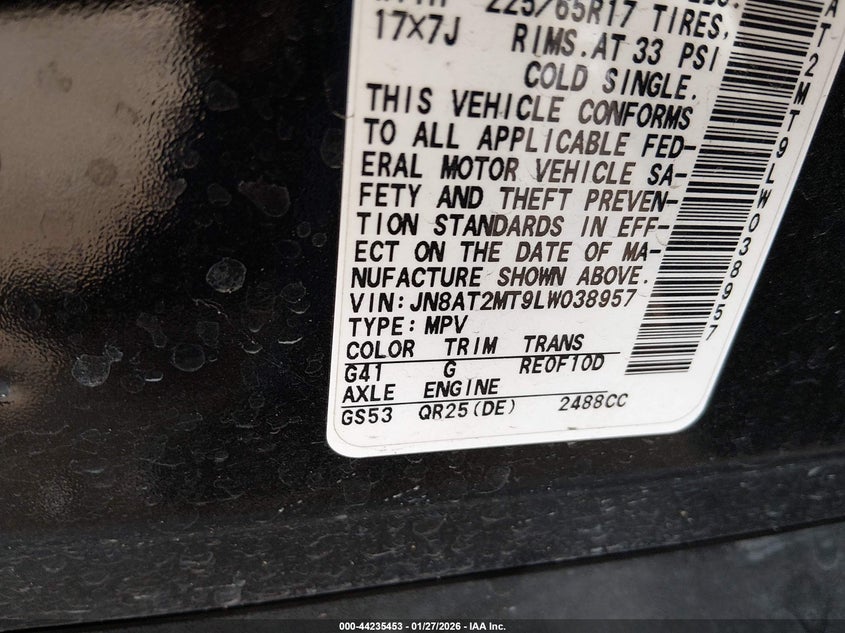 225/65R17 TIRES,
17X7J RIMS.AT 33 PSI
COLD SINGLE.
THIS VEHICLE CONFORMS
TO ALL APPLICABLE FED-
ERAL MOTOR VEHICLE SA-
FETY AND THEFT PREVEN-
TION STANDARDS IN EFF-
ECT ON THE DATE OF MA-
NUFACTURE SHOWN ABOVE.
VIN:JN8AT2MT9LW038957
TYPE:MPV
COLOR TRIM TRANS
G41 G RE0F10D
AXLE ENGINE
GS53 QR25(DE) 2488CC
AT2MT9LW038957
000-44235453 - 01/27/2026 - IAA Inc.